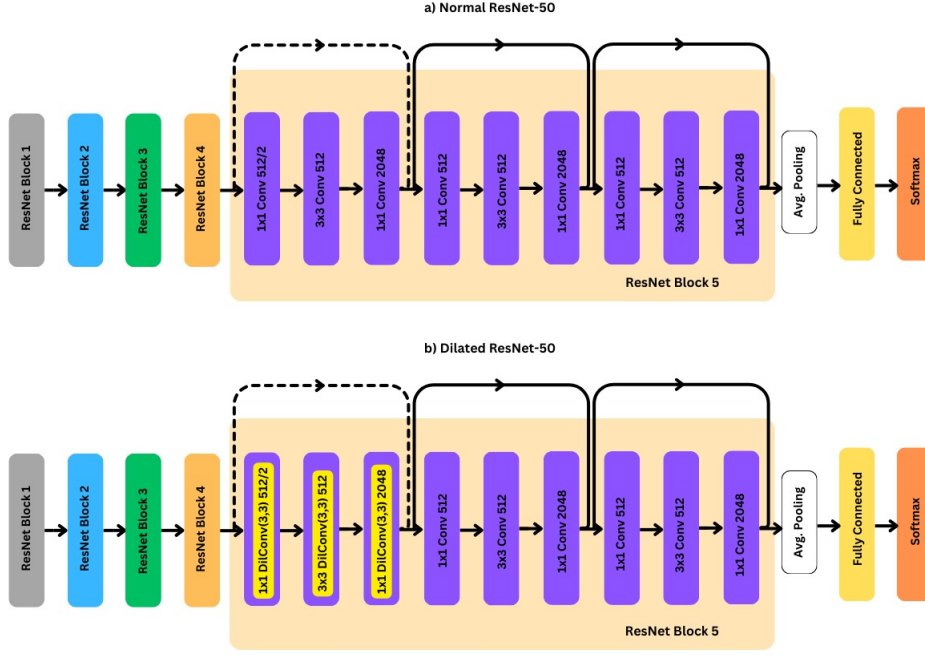 a) Normal ResNet-50
ResNet Block 1
ResNet Block 2
ResNet Block 3
ResNet Block 4
1x1 Conv 512/2
3x3 Conv 512
1x1 Conv 2048
1x1 Conv 512
3x3 Conv 512
1x1 Conv 2048
1x1 Conv 512
3x3 Conv 512
1x1 Conv 2048
Avg. Pooling
Fully Connected
Softmax
ResNet Block 5
b) Dilated ResNet-50
ResNet Block 1
ResNet Block 2
ResNet Block 3
ResNet Block 4
1x1 DilConv(3,3) 512/2
3x3 DilConv(3,3) 512
1x1 DilConv(3,3) 2048
1x1 Conv 512
3x3 Conv 512
1x1 Conv 2048
1x1 Conv 512
3x3 Conv 512
1x1 Conv 2048
Avg. Pooling
Fully Connected
Softmax
ResNet Block 5